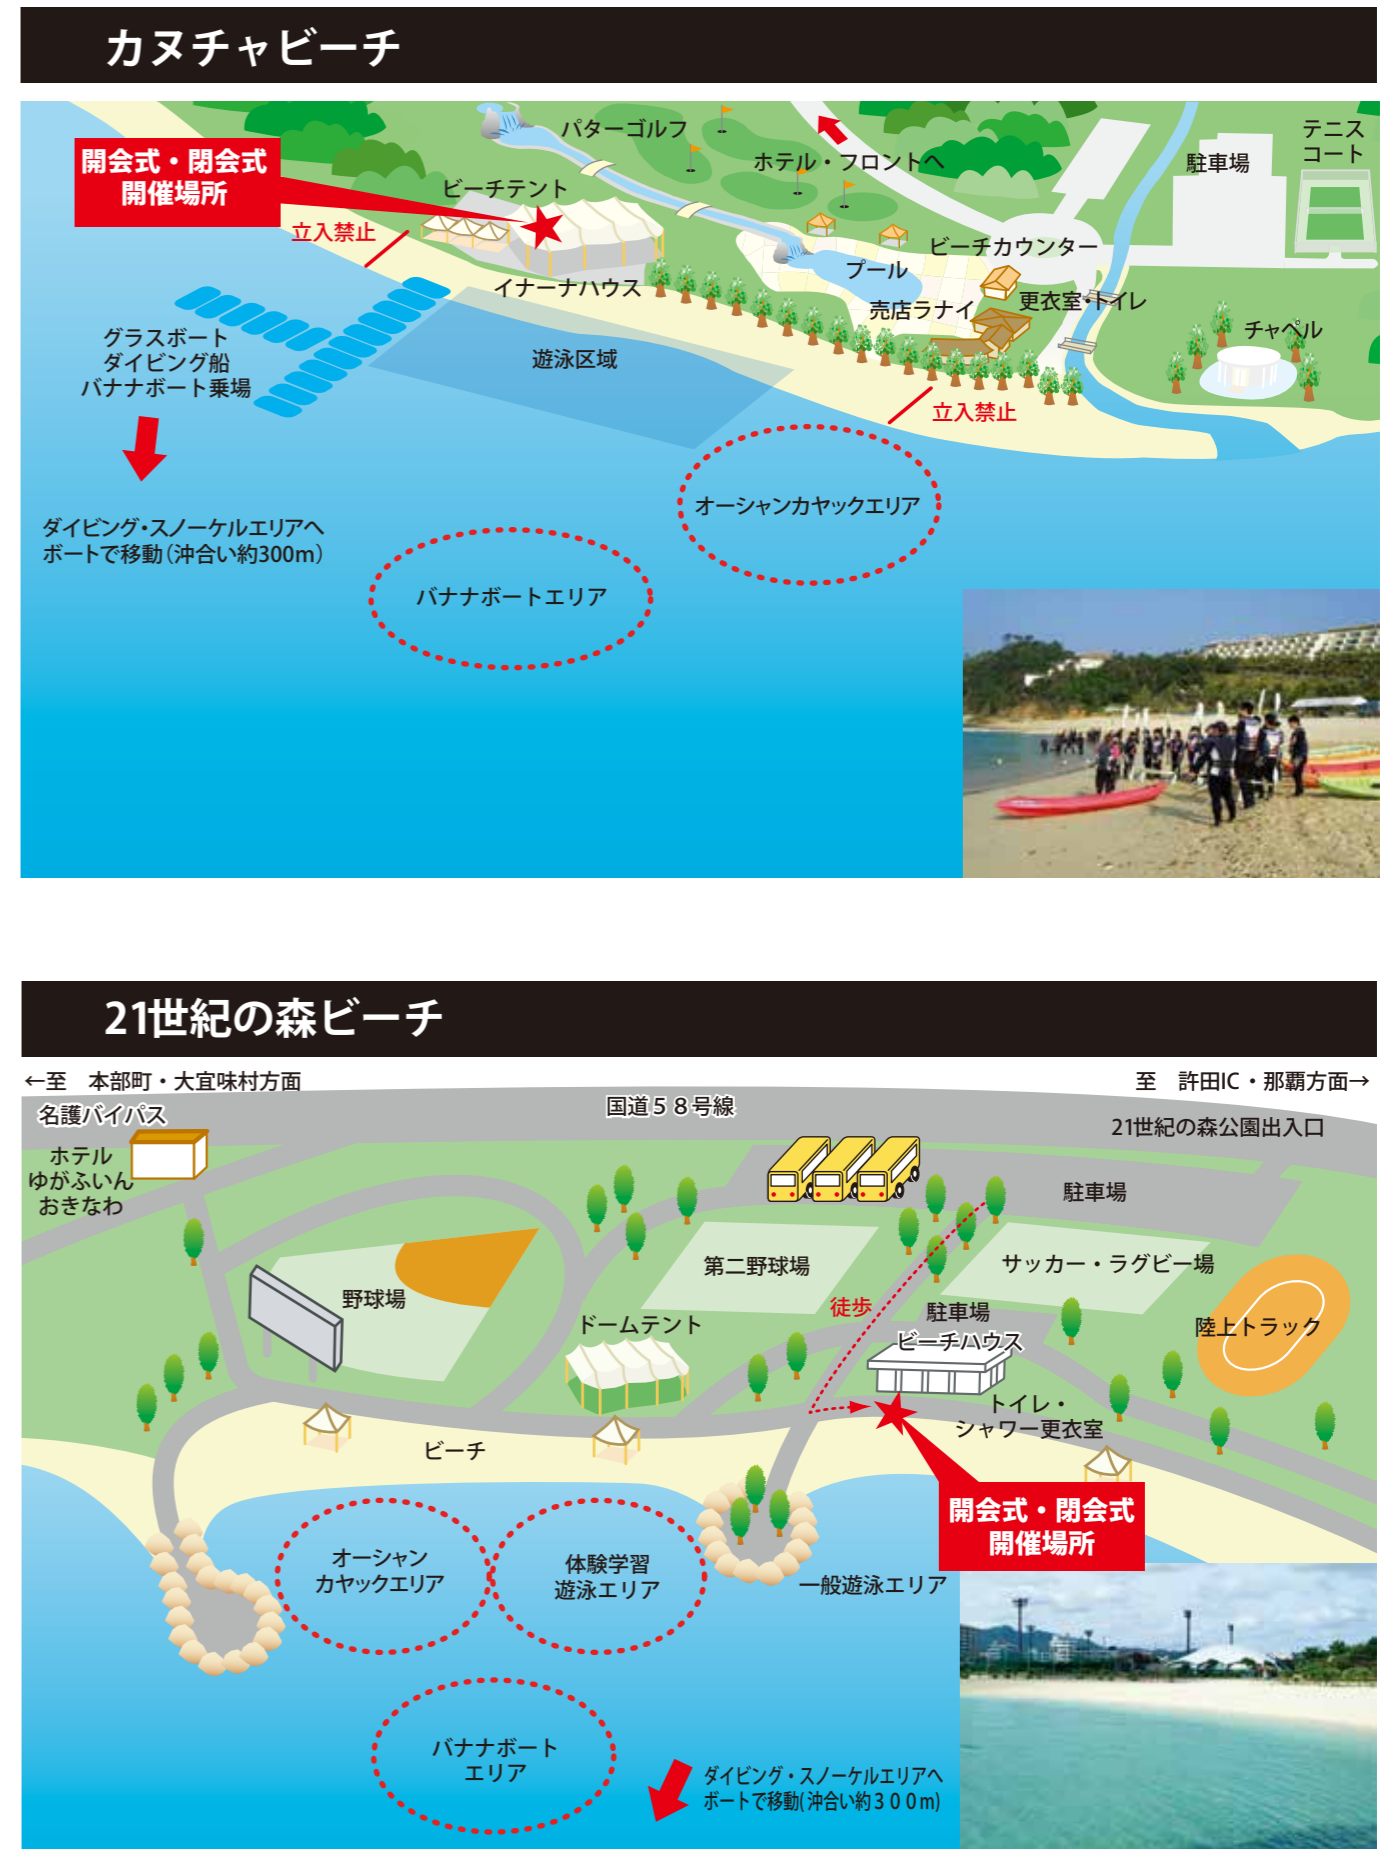 カヌチャビーチ
パターゴルフ
テニス
コート
開会式・閉会式
開催場所
ホテル・フロントへ
駐車場
ビーチテント
立入禁止
ビーチカウンター
プール
イナーナハウス
売店ラナイ
更衣室・トイレ
チャペル
グラスボート
ダイビング船
バナナボート乗場
遊泳区域
立入禁止
オーシャンカヤックエリア
ダイビング・スノーケルエリアへ
ボートで移動(沖合い約300m)
バナナボートエリア
21世紀の森ビーチ
←至　本部町・大宜味村方面
至　許田IC・那覇方面→
名護バイパス
国道５８号線
21世紀の森公園出入口
ホテル
ゆがふいん
おきなわ
駐車場
第二野球場
サッカー・ラグビー場
野球場
徒歩
駐車場
ドームテント
ビーチハウス
陸上トラック
トイレ・
シャワー更衣室
ビーチ
開会式・閉会式
開催場所
オーシャン
カヤックエリア
体験学習
遊泳エリア
一般遊泳エリア
バナナボート
エリア
ダイビング・スノーケルエリアへ
ボートで移動(沖合い約３００m)